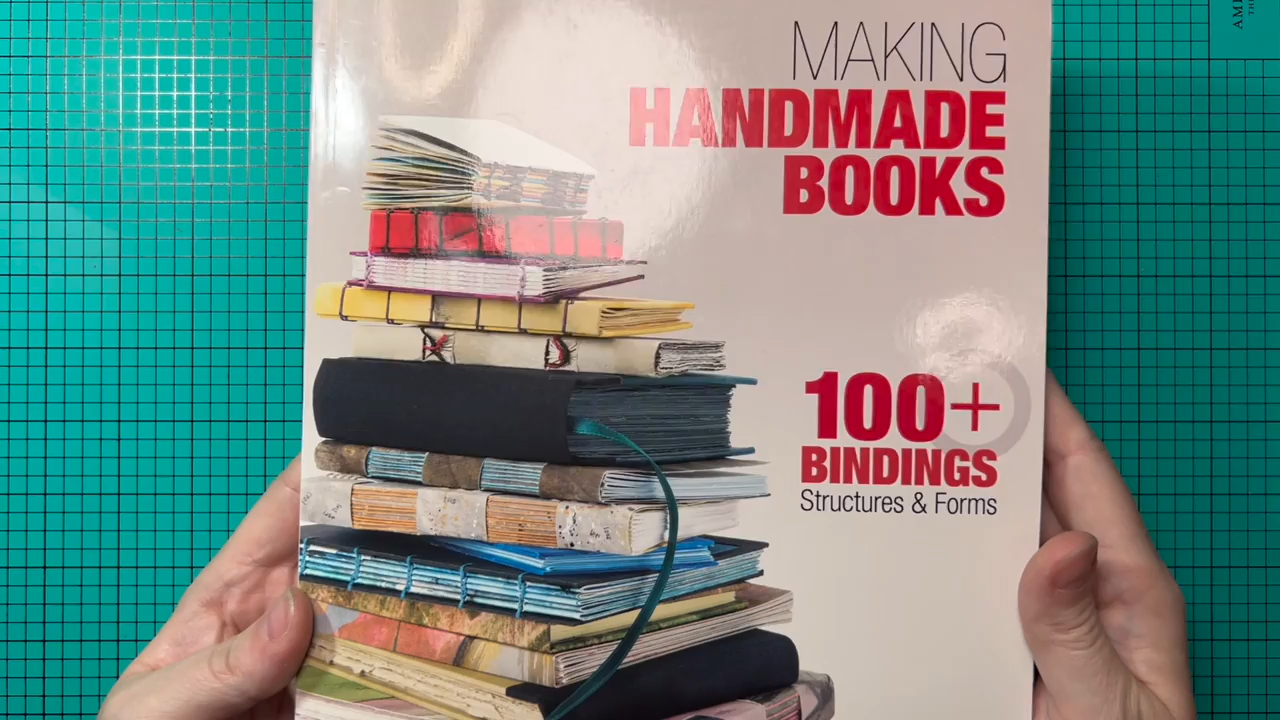 MAKING
HANDMADE
BOOKS
100+
BINDINGS
Structures & Forms